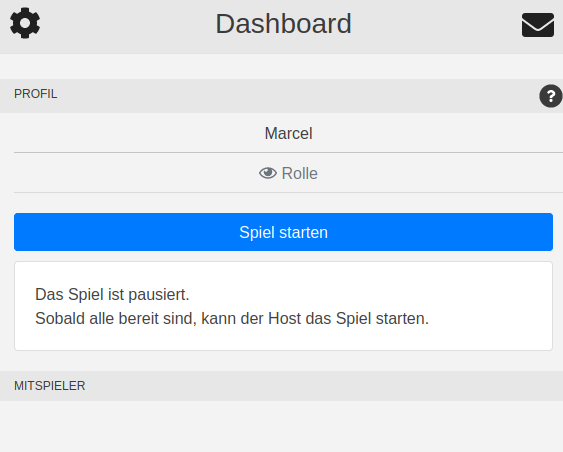 Dashboard
PROFIL
?
Marcel
Rolle
Spiel starten
Das Spiel ist pausiert.
Sobald alle bereit sind, kann der Host das Spiel starten.
MITSPIELER